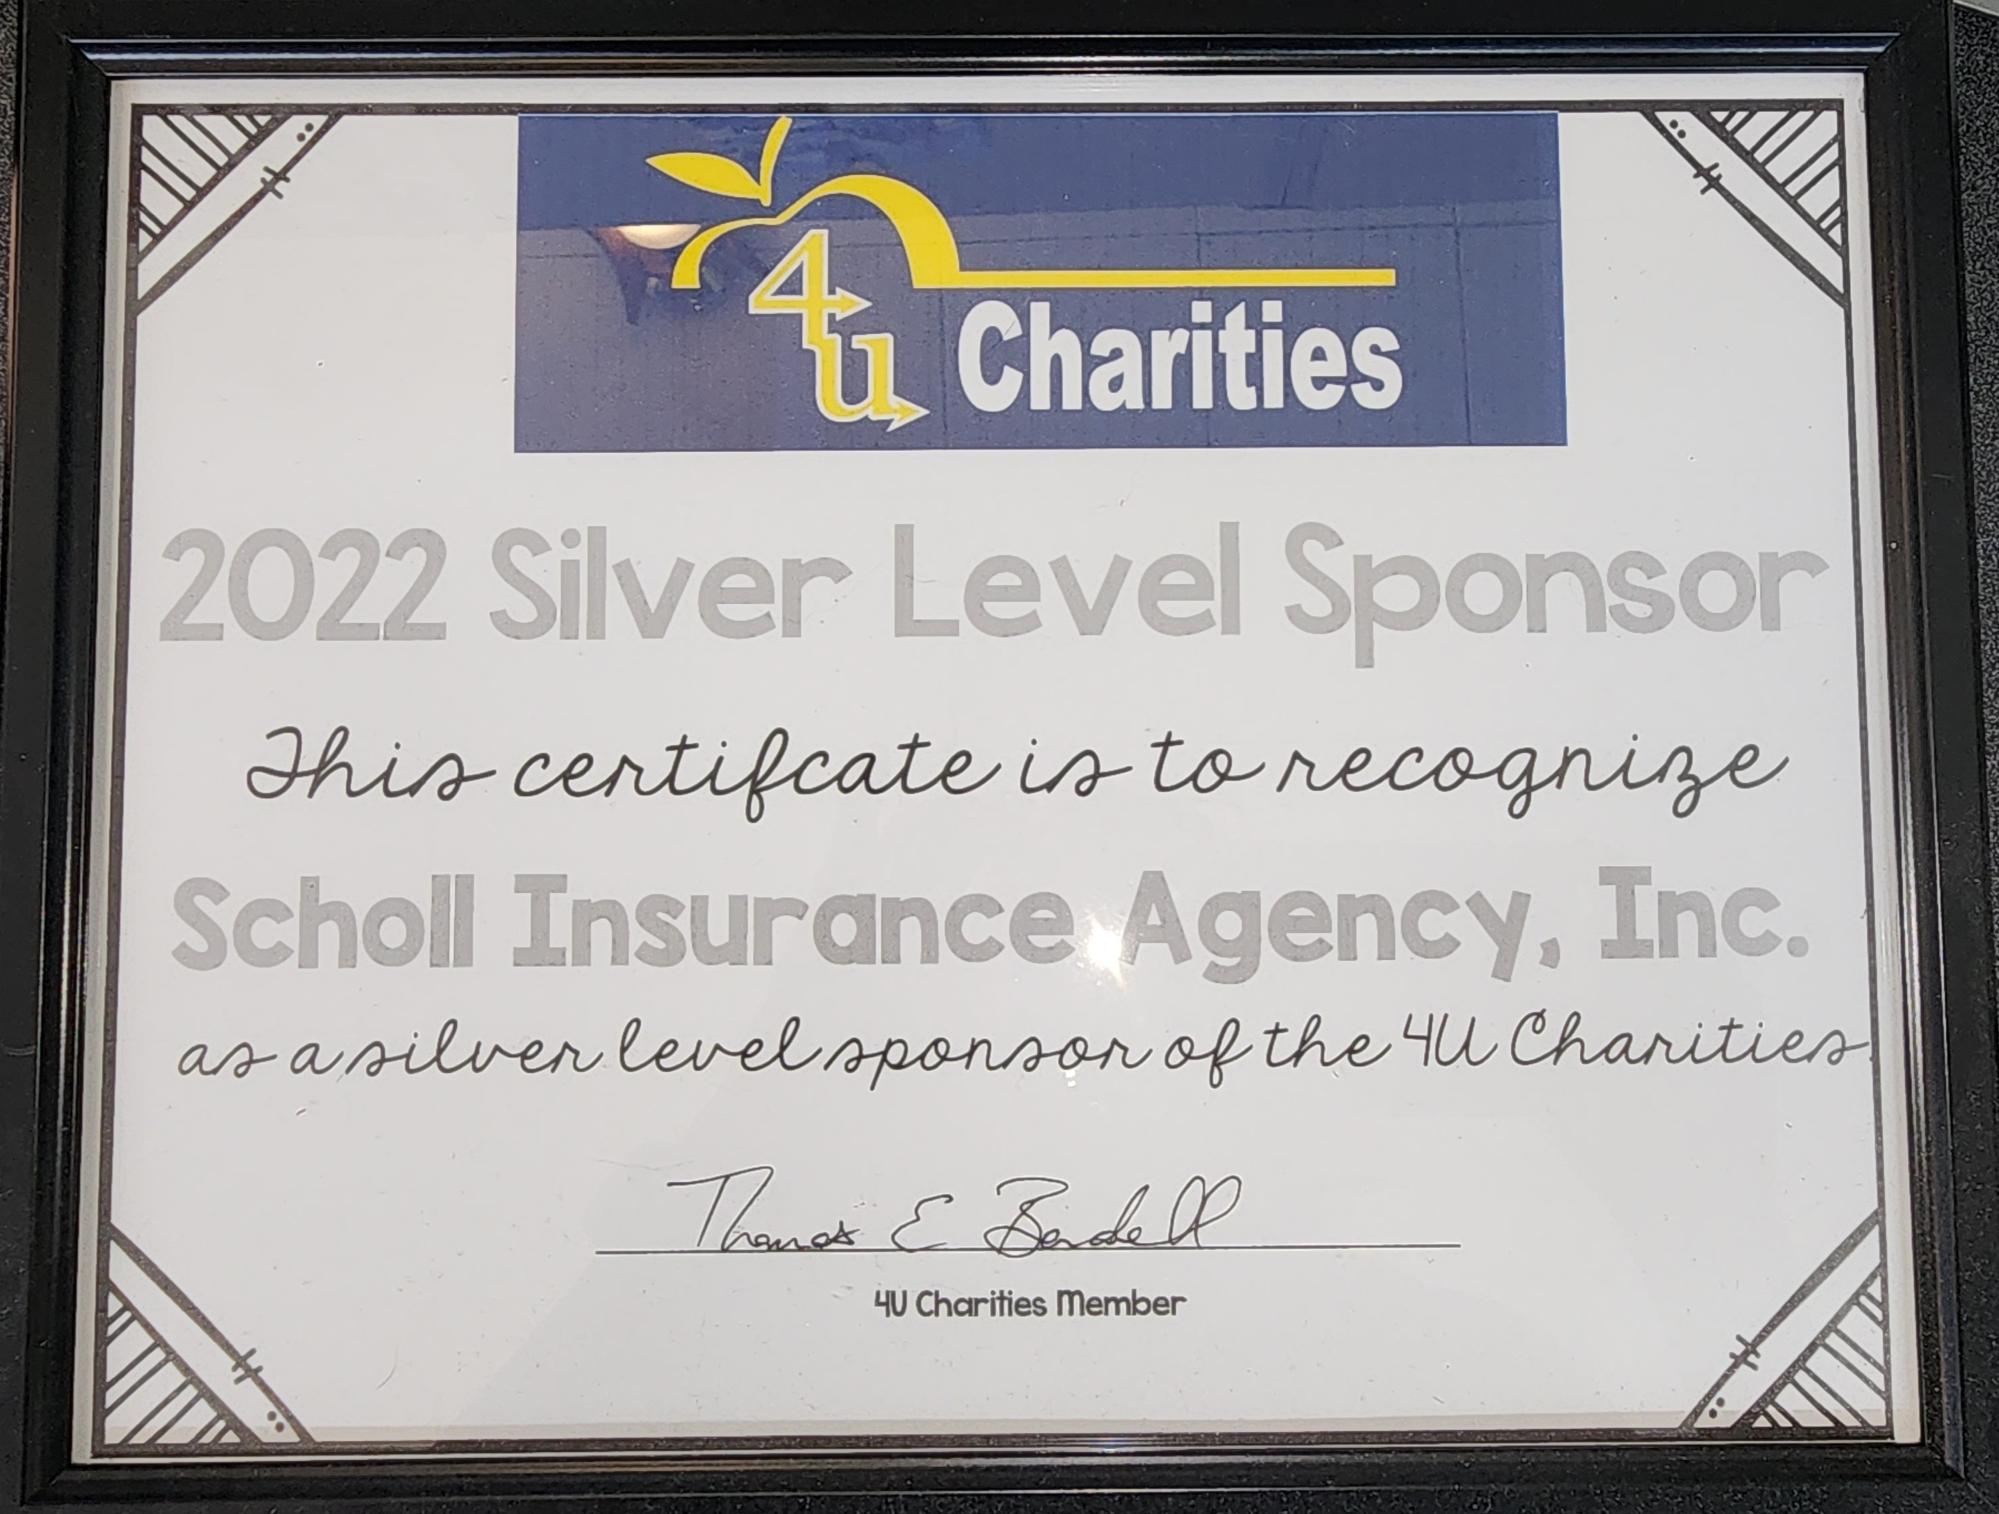 4u Charities
2022 Silver Level Sponsor
This certifcate is to recognize
Scholl Insurance Agency, Inc.
as a silver level sponsor of the 4U Charities.
Thomas E
4U Charities Member